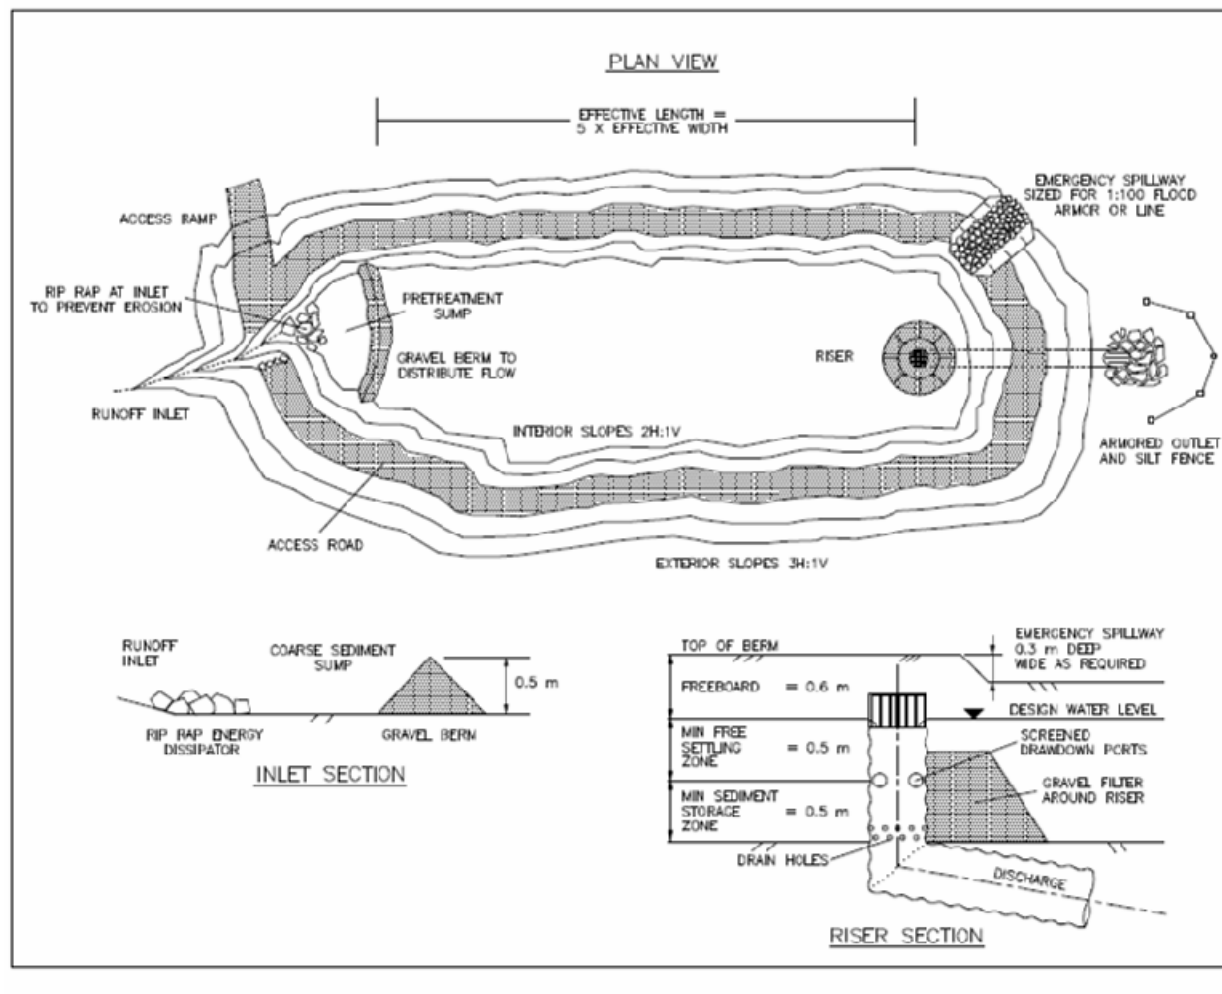 PLAN VIEW
EFFECTIVE LENGTH =
5 X EFFECTIVE WIDTH
EMERGENCY SPILLWAY
SIZED FOR 1:100 FLOOD
ARMOR OR LINE
ACCESS RAMP
RIP RAP AT INLET
TO PREVENT EROSION
PRETREATMENT
SUMP
GRAVEL BERM TO
DISTRIBUTE FLOW
RISER
RUNOFF INLET
INTERIOR SLOPES 2H:1V
ARMORED OUTLET
AND SILT FENCE
ACCESS ROAD
EXTERIOR SLOPES 3H:1V
RUNOFF
INLET
COARSE SEDIMENT
SUMP
0.5 m
RIP RAP ENERGY
DISSIPATOR
GRAVEL BERM
INLET SECTION
TOP OF BERM
EMERGENCY SPILLWAY
0.3 m DEEP
WIDE AS REQUIRED
FREEBOARD = 0.6 m
DESIGN WATER LEVEL
MIN FREE
SETTLING = 0.5 m
ZONE
SCREENED
DRAWDOWN PORTS
GRAVEL FILTER
AROUND RISER
MIN SEDIMENT
STORAGE = 0.5 m
ZONE
DRAIN HOLES
DISCHARGE
RISER SECTION